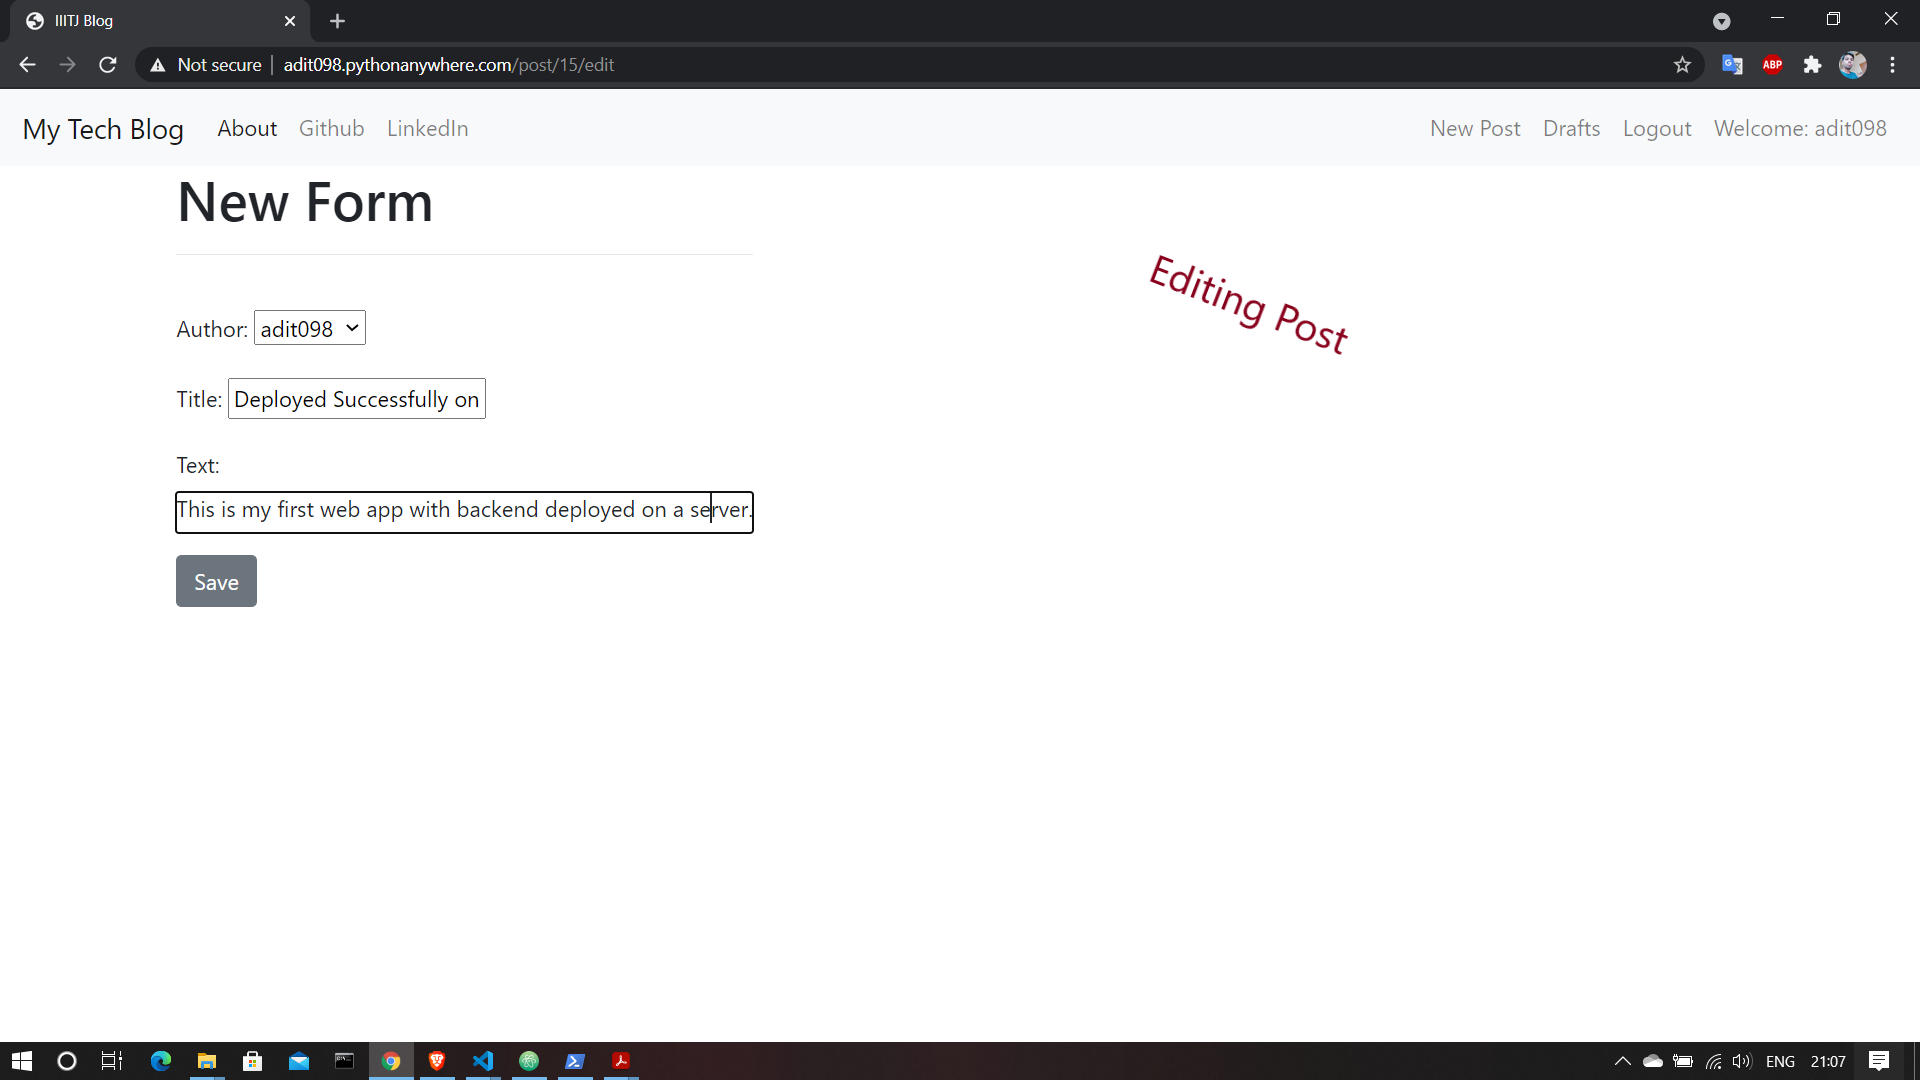 IIITJ Blog
Not secure | adit098.pythonanywhere.com/post/15/edit
ABP
My Tech Blog About Github LinkedIn New Post Drafts Logout Welcome: adit098
New Form
Editing Post
Author: adit098
Title: Deployed Successfully on
Text:
This is my first web app with backend deployed on a server.
Save
ENG 21:07